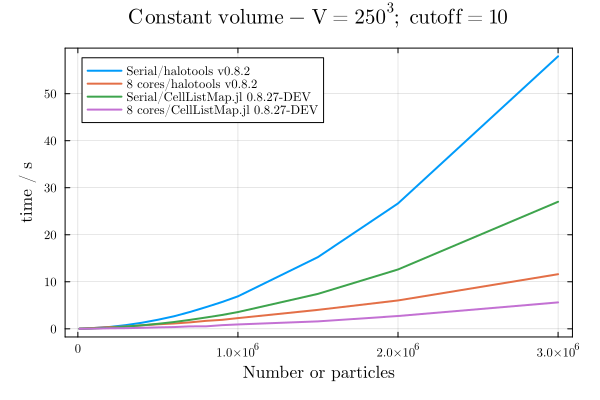 Constant volume − V = 250³; cutoff = 10
Serial/halotools v0.8.2
8 cores/halotools v0.8.2
Serial/CellListMap.jl 0.8.27-DEV
8 cores/CellListMap.jl 0.8.27-DEV
50
40
30
20
10
0
time / s
0 1.0×10⁶ 2.0×10⁶ 3.0×10⁶
Number or particles